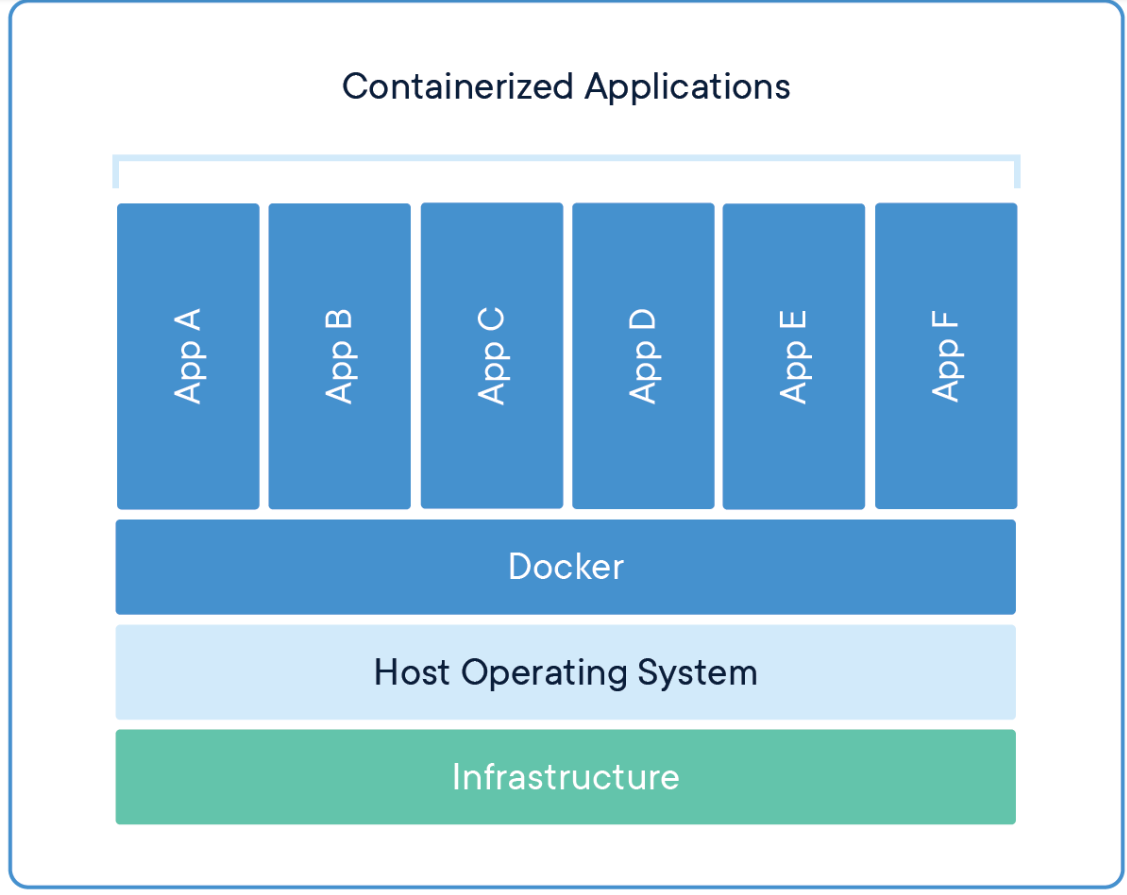 Containerized Applications
App A
App B
App C
App D
App E
App F
Docker
Host Operating System
Infrastructure